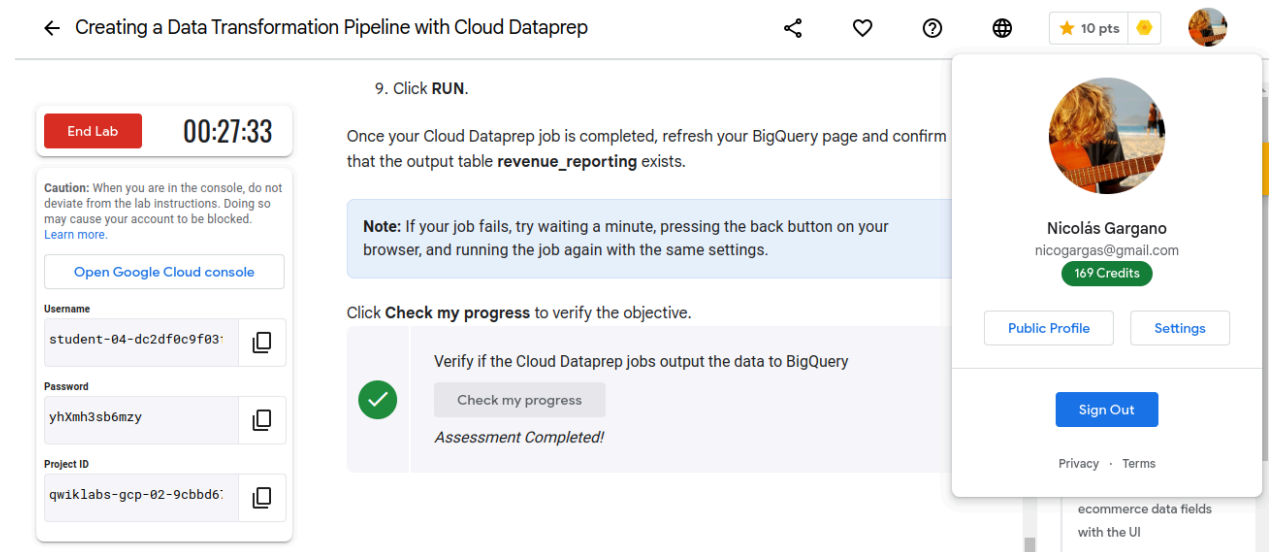 Creating a Data Transformation Pipeline with Cloud Dataprep
10 pts
End Lab
00:27:33
Caution: When you are in the console, do not
deviate from the lab instructions. Doing so
may cause your account to be blocked.
Learn more.
Open Google Cloud console
Username
student-04-dc2df0c9f03
Password
yhXmh3sb6mzy
Project ID
qwiklabs-gcp-02-9cbbd6
9. Click RUN.
Once your Cloud Dataprep job is completed, refresh your BigQuery page and confirm
that the output table revenue_reporting exists.
Note: If your job fails, try waiting a minute, pressing the back button on your
browser, and running the job again with the same settings.
Click Check my progress to verify the objective.
Verify if the Cloud Dataprep jobs output the data to BigQuery
Check my progress
Assessment Completed!
Nicolás Gargano
nicogargas@gmail.com
169 Credits
Public Profile
Settings
Sign Out
Privacy · Terms
ecommerce data fields
with the UI